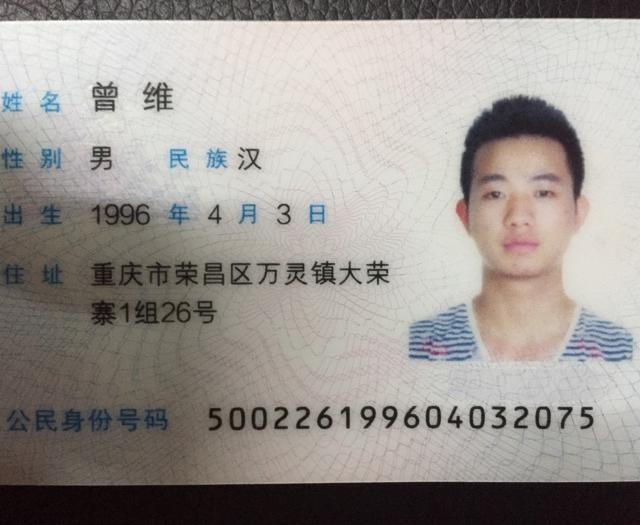 姓名 曾维
性别 男 民族 汉
出生 1996 年 4 月 3 日
住址 重庆市荣昌区万灵镇大荣
寨1组26号
公民身份号码 500226199604032075